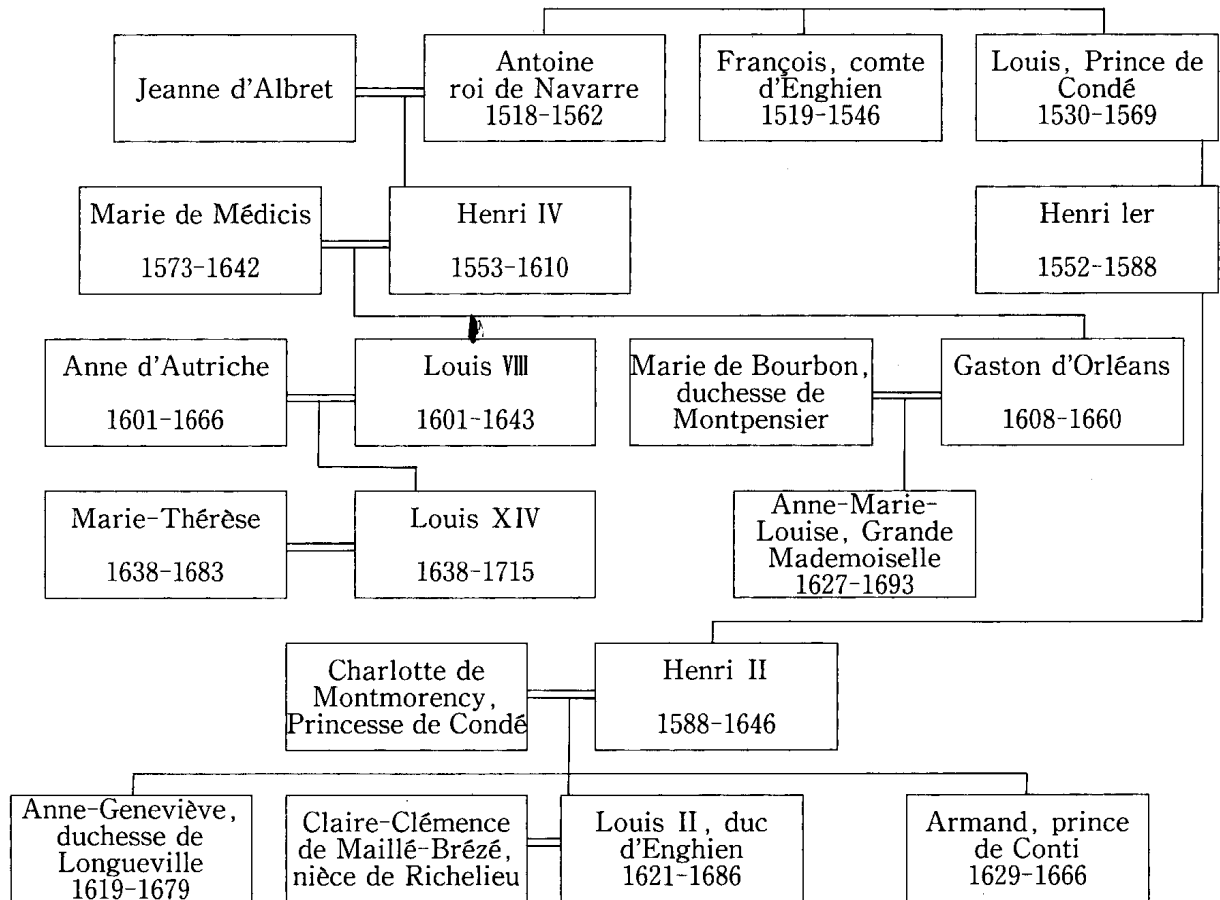 Jeanne d'Albret
Antoine
roi de Navarre
1518-1562
François, comte
d'Enghien
1519-1546
Louis, Prince de
Condé
1530-1569
Marie de Médicis
1573-1642
Henri IV
1553-1610
Henri ler
1552-1588
Anne d'Autriche
1601-1666
Louis VIII
1601-1643
Marie de Bourbon,
duchesse de
Montpensier
Gaston d'Orléans
1608-1660
Marie-Thérèse
1638-1683
Louis XIV
1638-1715
Anne-Marie-
Louise, Grande
Mademoiselle
1627-1693
Charlotte de
Montmorency,
Princesse de Condé
Henri II
1588-1646
Anne-Geneviève,
duchesse de
Longueville
1619-1679
Claire-Clémence
de Maillé-Brézé,
nièce de Richelieu
Louis II, duc
d'Enghien
1621-1686
Armand, prince
de Conti
1629-1666